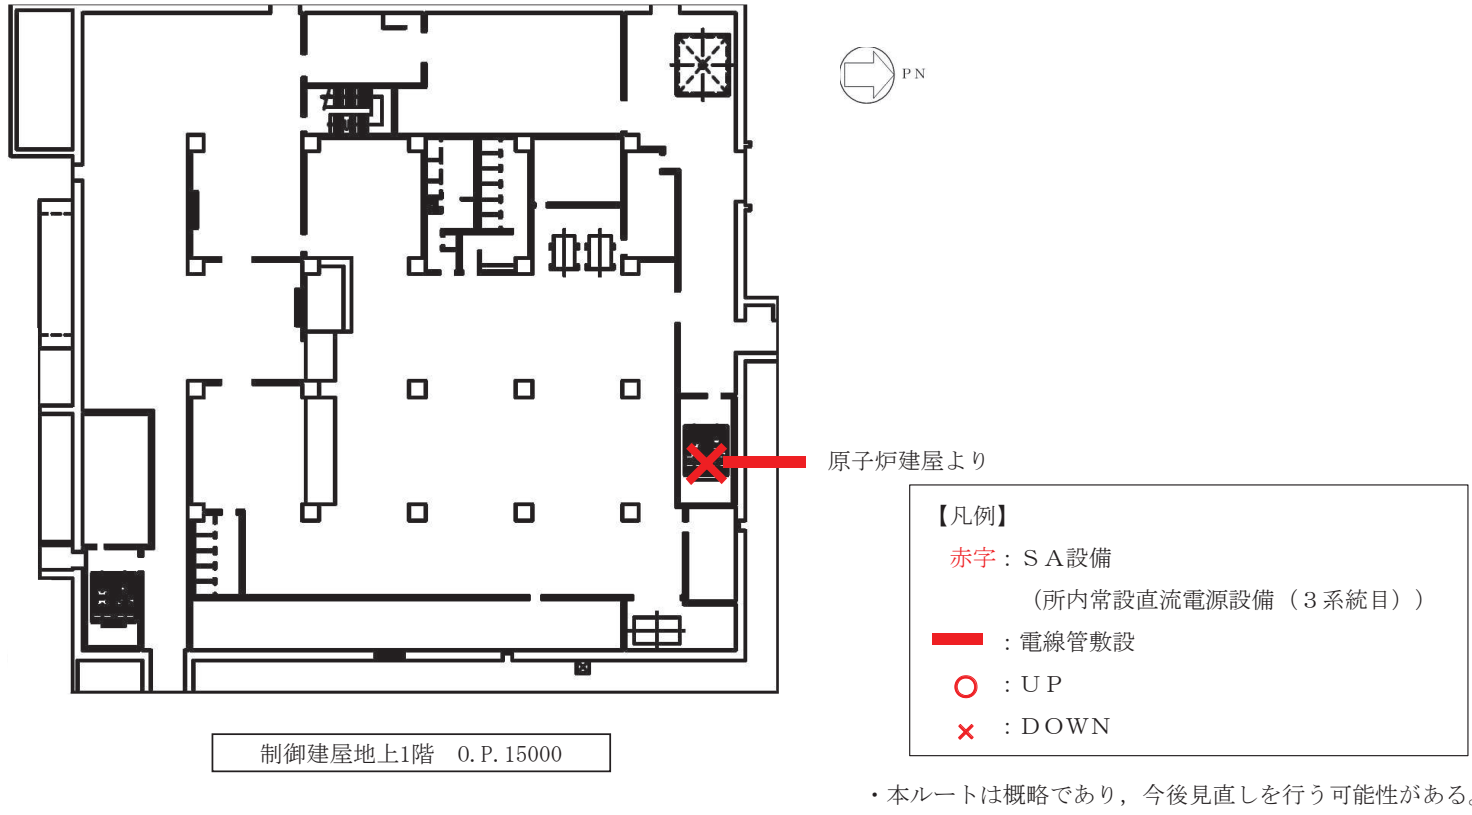 PN
原子炉建屋より
【凡例】
赤字：ＳＡ設備
（所内常設直流電源設備（３系統目））
：電線管敷設
：ＵＰ
：ＤＯＷＮ
制御建屋地上1階　O.P.15000
・本ルートは概略であり，今後見直しを行う可能性がある。